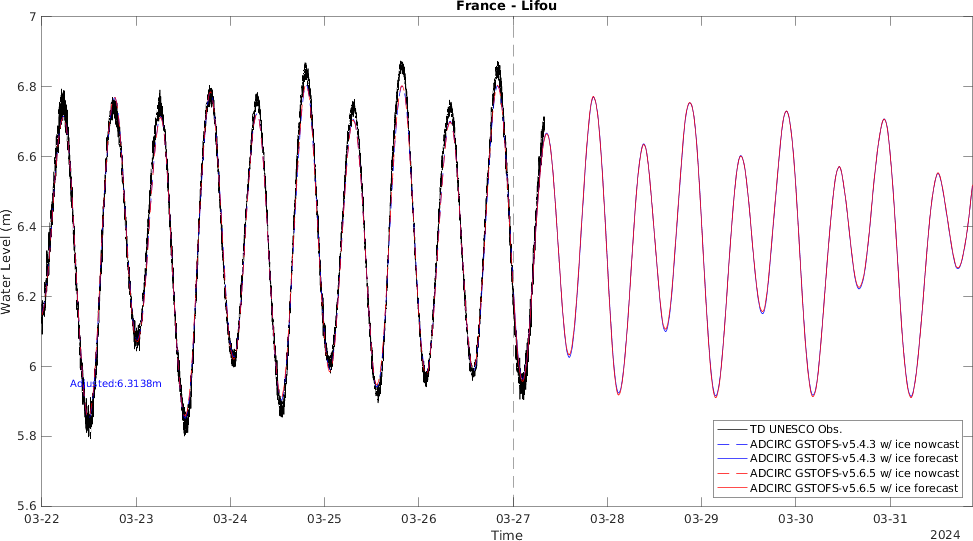 France - Lifou
7
6.8
6.6
6.4
6.2
6
5.8
5.6
Water Level (m)
Adjusted:6.3138m
TD UNESCO Obs.
ADCIRC GSTOFS-v5.4.3 w/ ice nowcast
ADCIRC GSTOFS-v5.4.3 w/ ice forecast
ADCIRC GSTOFS-v5.6.5 w/ ice nowcast
ADCIRC GSTOFS-v5.6.5 w/ ice forecast
03-22 03-23 03-24 03-25 03-26 03-27 03-28 03-29 03-30 03-31
Time
2024